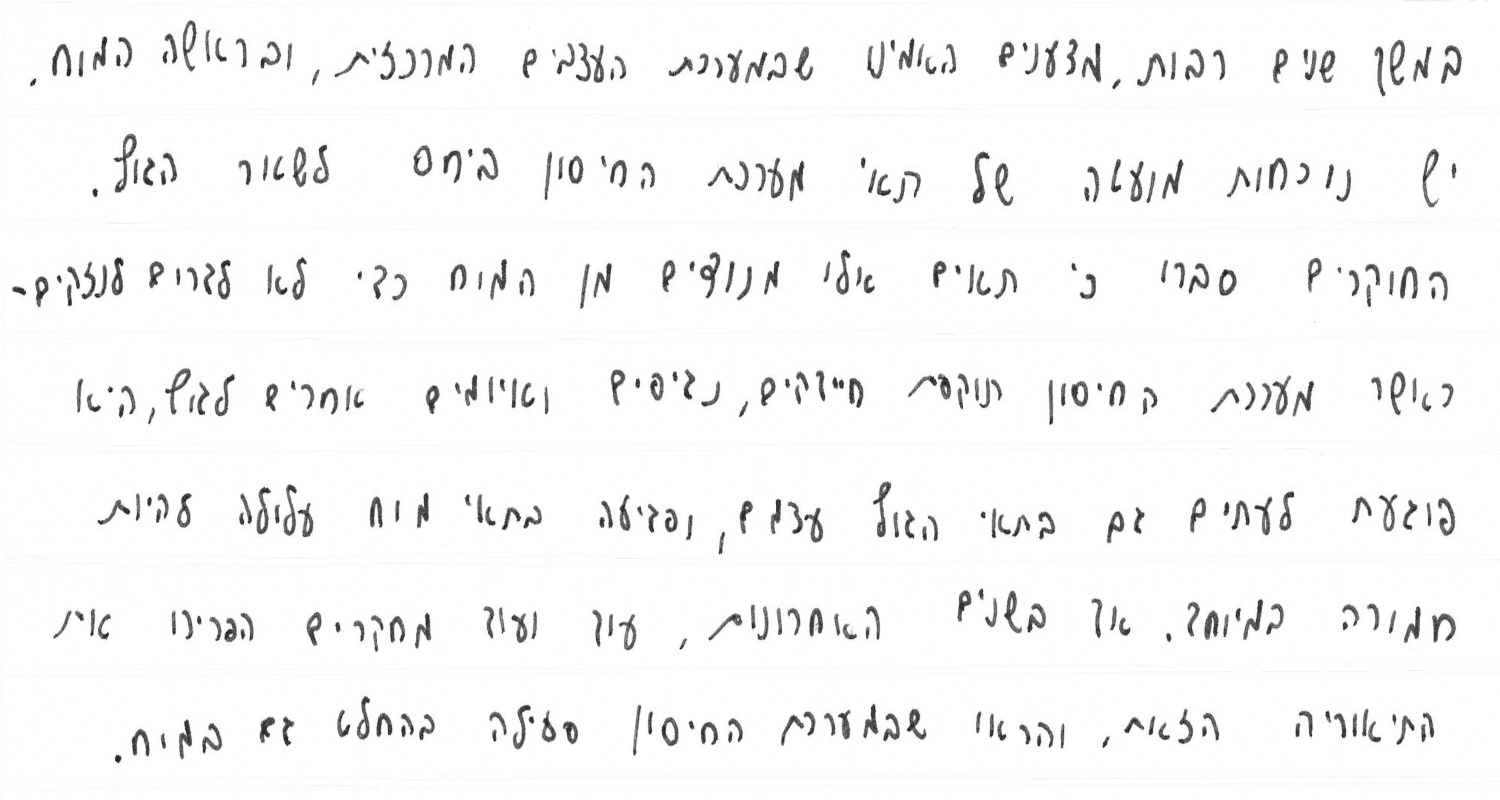 במשך שנים רבות, מדענים האמינו שבמערכת העצבים המרכזית, ובראשה המוח.
יש נוכחות מועטה של תאי מערכת החיסון ביחס לשאור הגוף.
החוקרים סברו כי תאים אילו מנודים מן המוח כדי לא לגרום לנזקים-
כאשר מערכת החיסון תוקפת חיידקים, נגיפים ואיומים אחרים לגוף, היא
פוגעת לעתים גם בתאי הגוף עצמם, ופגיעה בתאי מוח עלולה להיות
חמורה במיוחד. אך בשנים האחרונות, עוד ועוד מחקרים הפריכו את
התיאוריה הזאת, והראו שבמערכת החיסון פעילה בהחלט גם במוח.